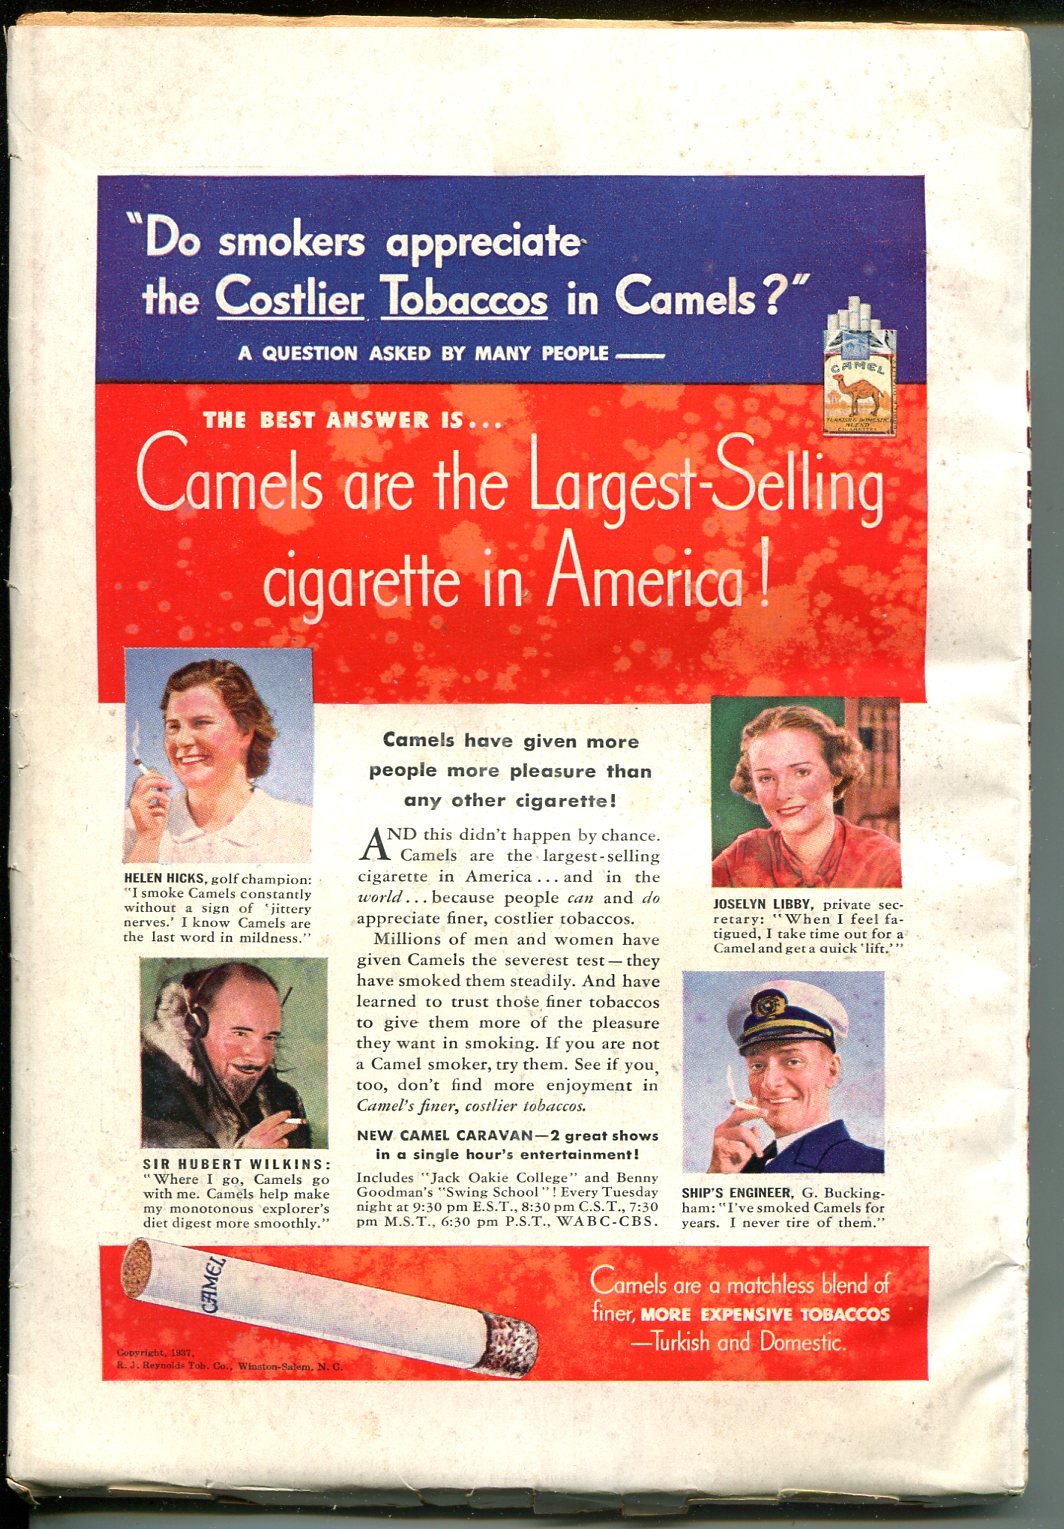 "Do smokers appreciate
the Costlier Tobaccos in Camels?"
A QUESTION ASKED BY MANY PEOPLE —
CAMEL
TURKISH & DOMESTIC
BLEND
CIGARETTES
THE BEST ANSWER IS...
Camels are the Largest-Selling
cigarette in America!
HELEN HICKS, golf champion:
"I smoke Camels constantly
without a sign of 'jittery
nerves.' I know Camels are
the last word in mildness."
SIR HUBERT WILKINS:
"Where I go, Camels go
with me. Camels help make
my monotonous explorer's
diet digest more smoothly."
Camels have given more
people more pleasure than
any other cigarette!
AND this didn't happen by chance.
Camels are the largest-selling
cigarette in America... and in the
world... because people can and do
appreciate finer, costlier tobaccos.
Millions of men and women have
given Camels the severest test—they
have smoked them steadily. And have
learned to trust those finer tobaccos
to give them more of the pleasure
they want in smoking. If you are not
a Camel smoker, try them. See if you,
too, don't find more enjoyment in
Camel's finer, costlier tobaccos.
NEW CAMEL CARAVAN—2 great shows
in a single hour's entertainment!
Includes "Jack Oakie College" and Benny
Goodman's "Swing School"! Every Tuesday
night at 9:30 pm E.S.T., 8:30 pm C.S.T., 7:30
pm M.S.T., 6:30 pm P.S.T., WABC-CBS.
JOSELYN LIBBY, private sec-
retary: "When I feel fa-
tigued, I take time out for a
Camel and get a quick 'lift.'"
SHIP'S ENGINEER, G. Bucking-
ham: "I've smoked Camels for
years. I never tire of them."
CAMEL
Camels are a matchless blend of
finer, MORE EXPENSIVE TOBACCOS
—Turkish and Domestic.
Copyright, 1937,
R. J. Reynolds Tob. Co., Winston-Salem, N. C.